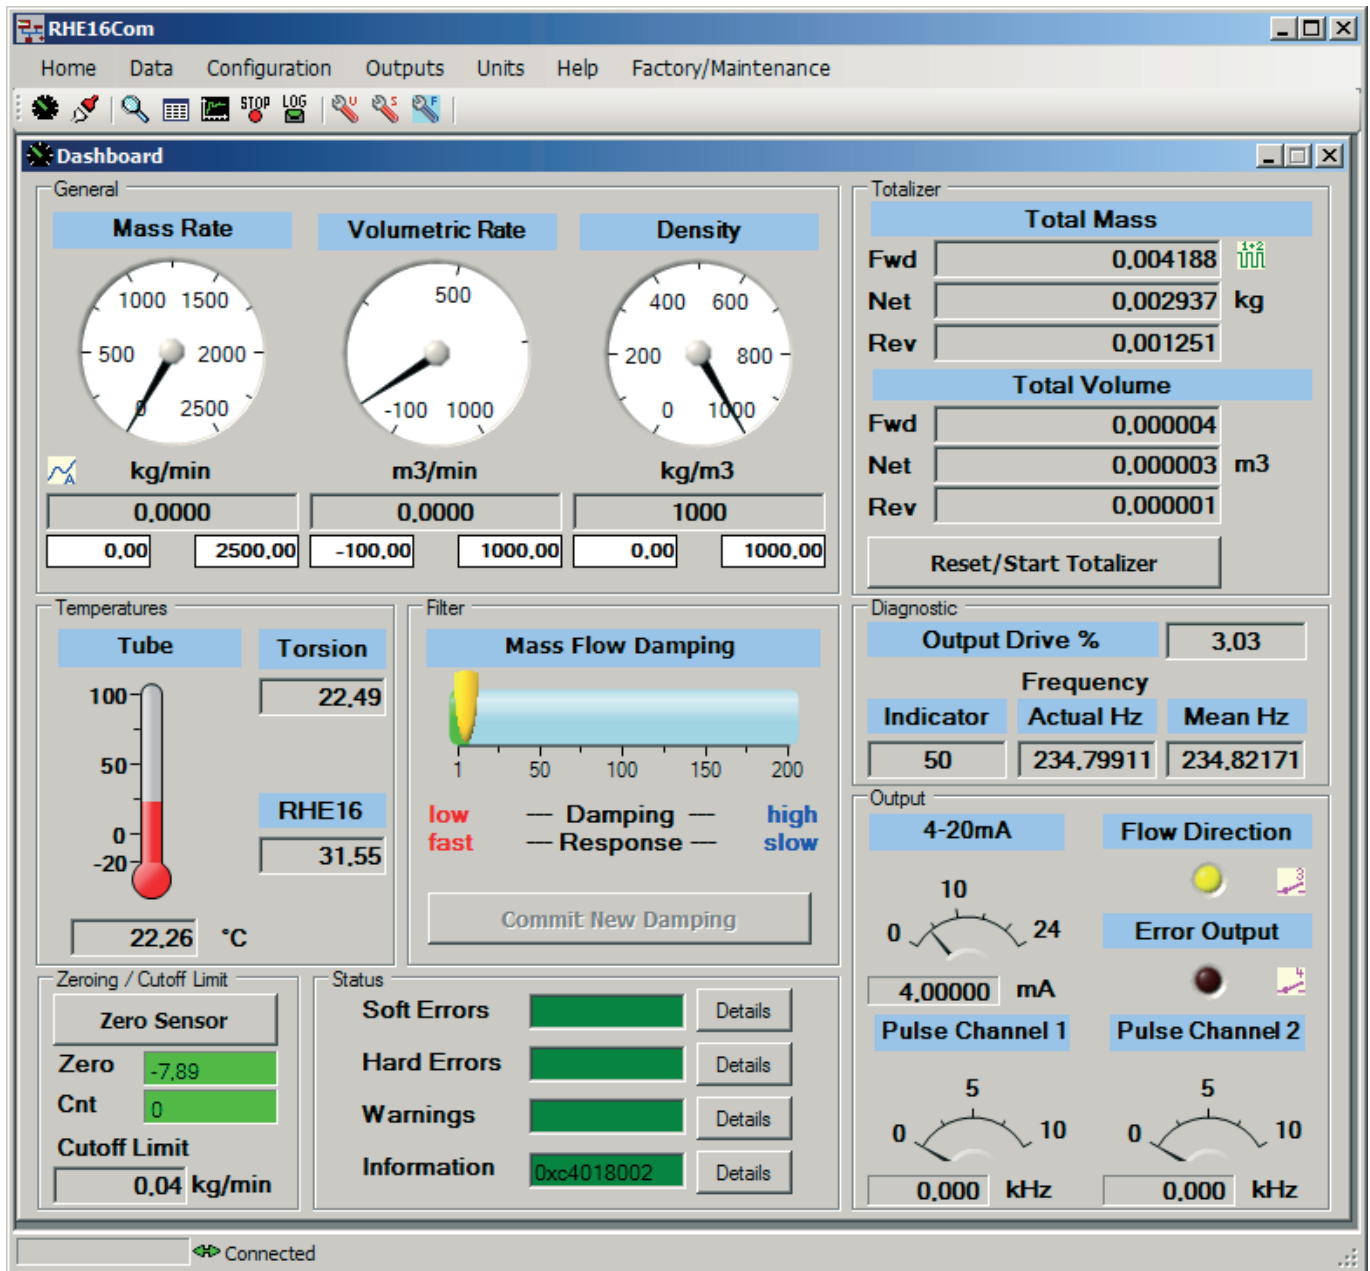 RHE16Com
Home Data Configuration Outputs Units Help Factory/Maintenance
STOP LOG U S F
Dashboard
General
Mass Rate Volumetric Rate Density
0 500 1000 1500 2000 2500
-100 500 1000
0 200 400 600 800 1000
kg/min m3/min kg/m3
A
0.0000 0.0000 1000
0.00 2500.00 -100.00 1000.00 0.00 1000.00
Totalizer
Total Mass
Fwd 0.004188
1+2
Net 0.002937 kg
Rev 0.001251
Total Volume
Fwd 0.000004
Net 0.000003 m3
Rev 0.000001
Reset/Start Totalizer
Temperatures
Tube
100
50
0
-20
22.26 °C
Torsion
22.49
RHE16
31.55
Filter
Mass Flow Damping
1 50 100 150 200
low --- Damping --- high
fast --- Response --- slow
Commit New Damping
Diagnostic
Output Drive % 3.03
Frequency
Indicator Actual Hz Mean Hz
50 234.79911 234.82171
Zeroing / Cutoff Limit
Zero Sensor
Zero -7.89
Cnt 0
Cutoff Limit
0.04 kg/min
Status
Soft Errors Details
Hard Errors Details
Warnings Details
Information 0xc4018002 Details
Output
4-20mA
0 10 24
4.00000 mA
Flow Direction
3
Error Output
4
Pulse Channel 1 Pulse Channel 2
0 5 10
0 5 10
0.000 kHz 0.000 kHz
Connected